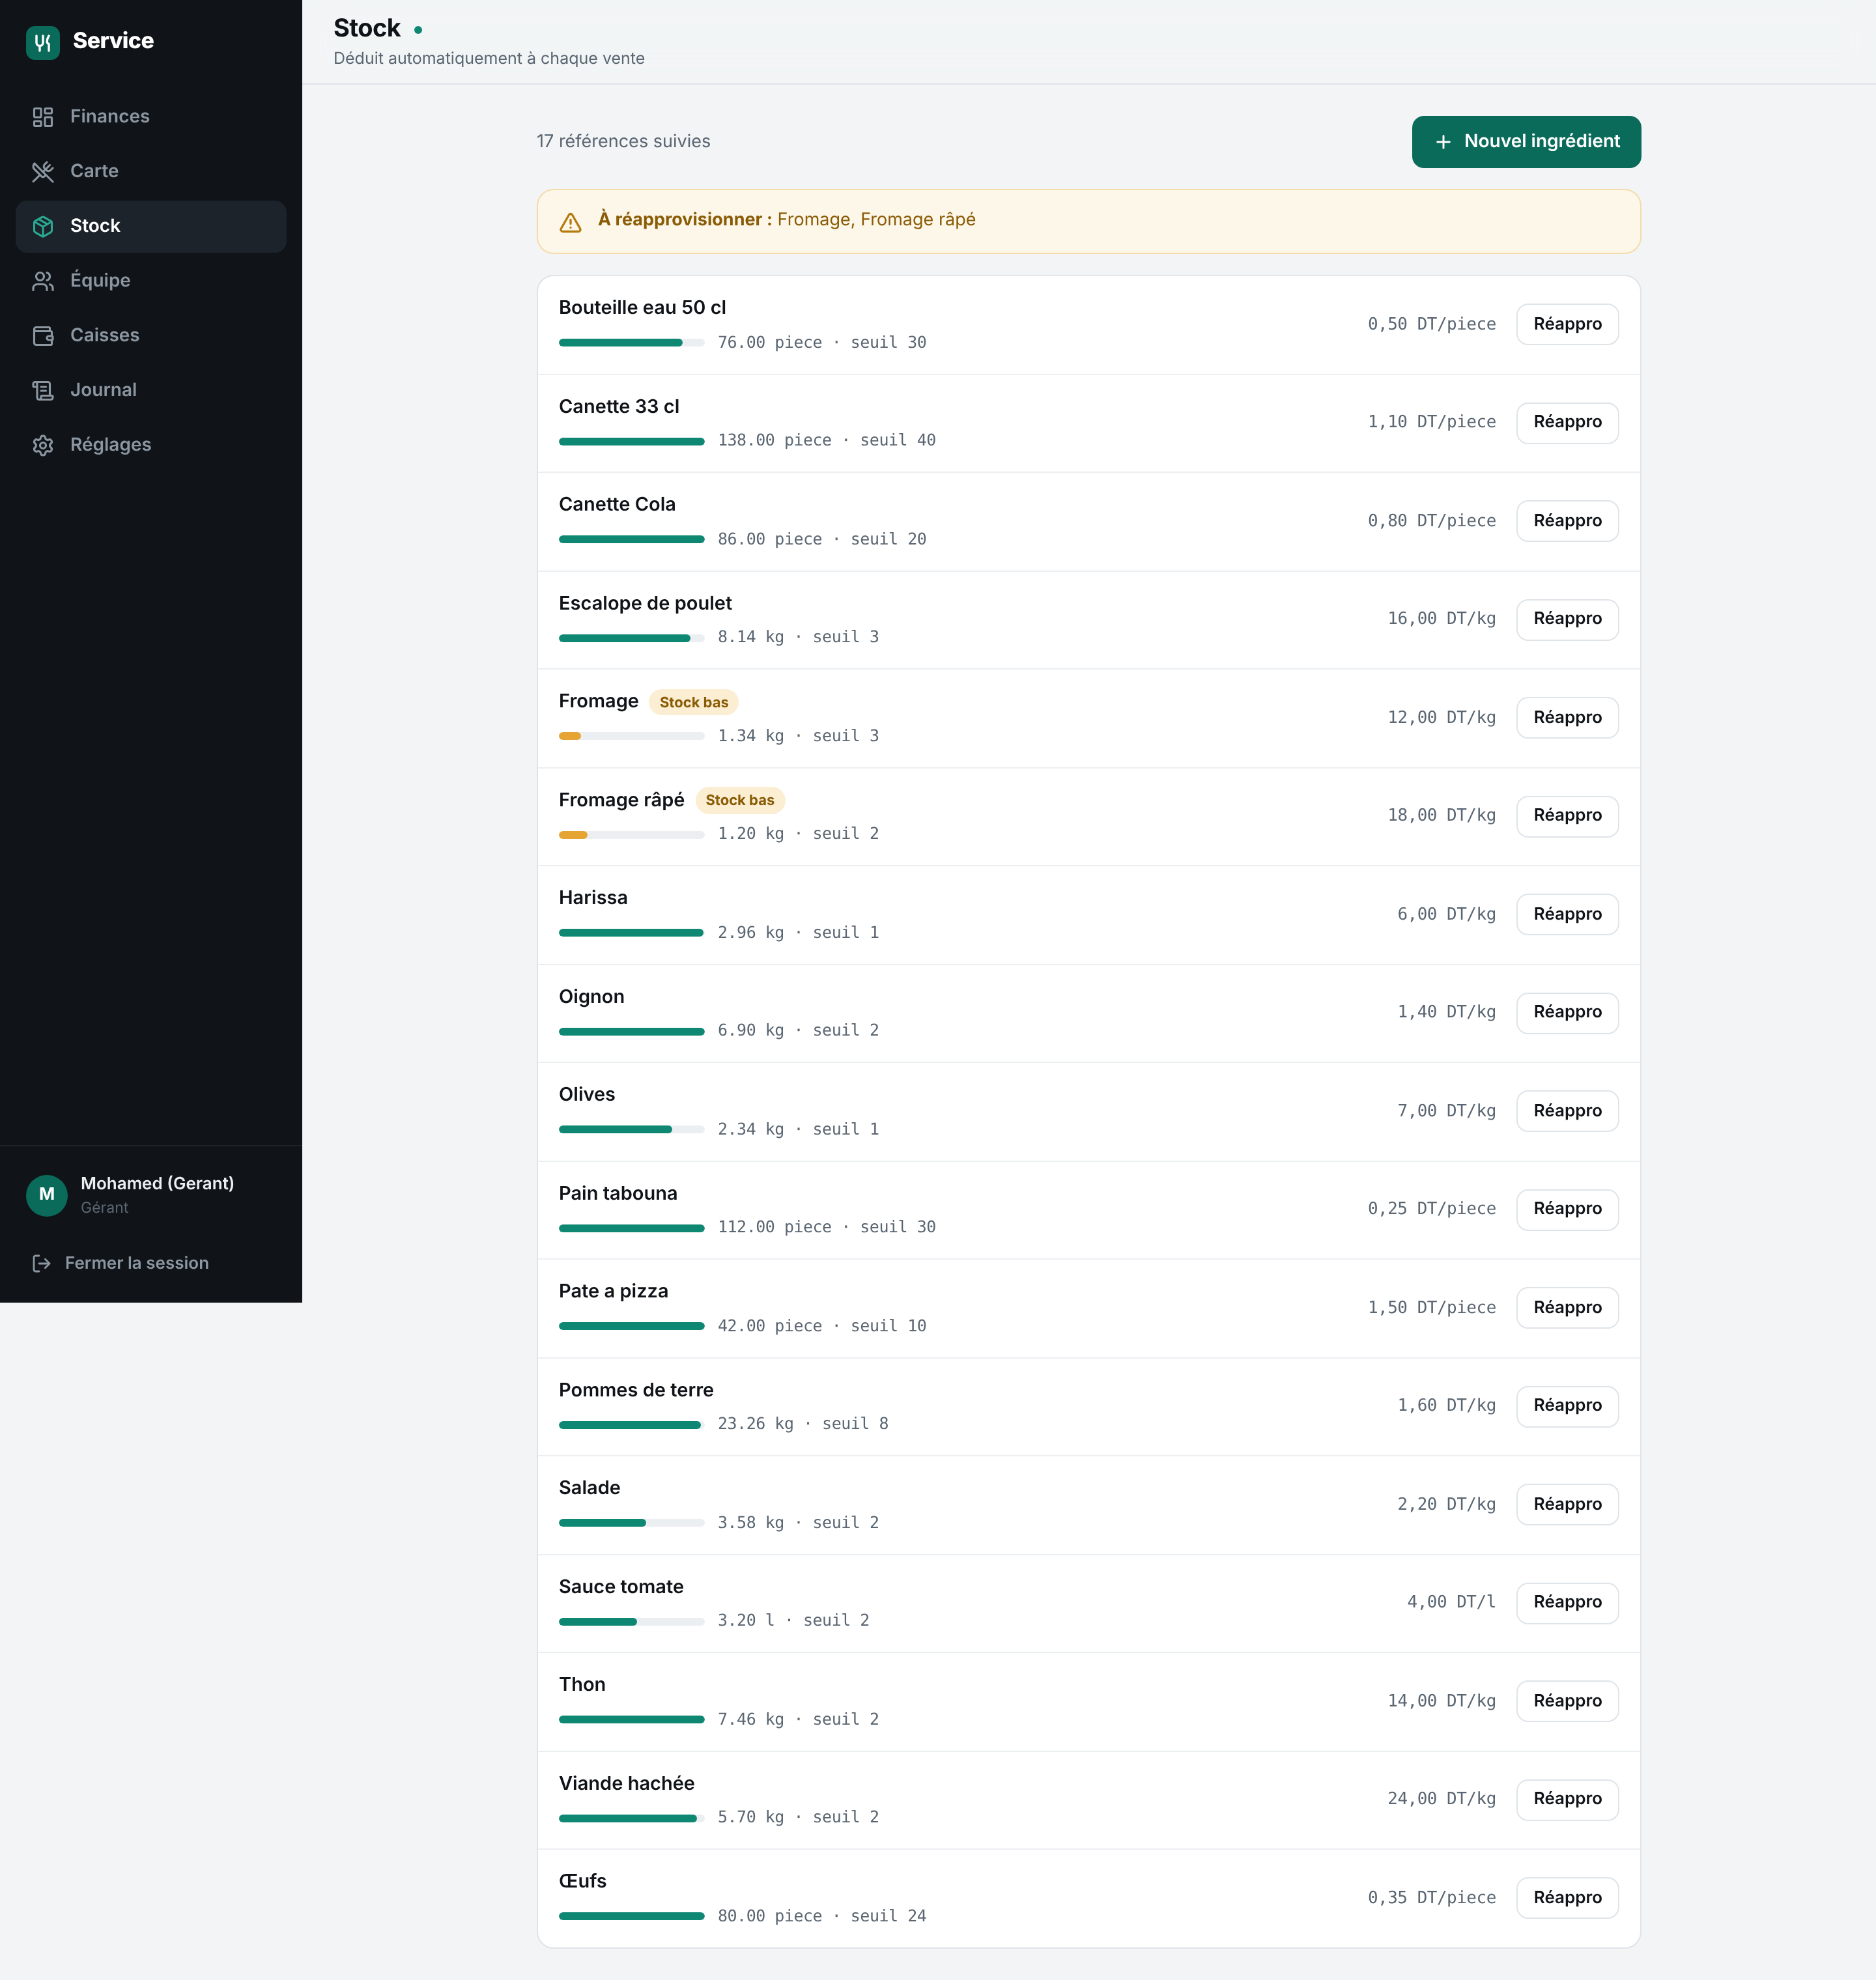 Service
Finances
Carte
Stock
Équipe
Caisses
Journal
Réglages
M
Mohamed (Gerant)
Gérant
Fermer la session
Stock
Déduit automatiquement à chaque vente
17 références suivies
+ Nouvel ingrédient
À réapprovisionner : Fromage, Fromage râpé
Bouteille eau 50 cl
76.00 piece · seuil 30
0,50 DT/piece
Réappro
Canette 33 cl
138.00 piece · seuil 40
1,10 DT/piece
Réappro
Canette Cola
86.00 piece · seuil 20
0,80 DT/piece
Réappro
Escalope de poulet
8.14 kg · seuil 3
16,00 DT/kg
Réappro
Fromage Stock bas
1.34 kg · seuil 3
12,00 DT/kg
Réappro
Fromage râpé Stock bas
1.20 kg · seuil 2
18,00 DT/kg
Réappro
Harissa
2.96 kg · seuil 1
6,00 DT/kg
Réappro
Oignon
6.90 kg · seuil 2
1,40 DT/kg
Réappro
Olives
2.34 kg · seuil 1
7,00 DT/kg
Réappro
Pain tabouna
112.00 piece · seuil 30
0,25 DT/piece
Réappro
Pate a pizza
42.00 piece · seuil 10
1,50 DT/piece
Réappro
Pommes de terre
23.26 kg · seuil 8
1,60 DT/kg
Réappro
Salade
3.58 kg · seuil 2
2,20 DT/kg
Réappro
Sauce tomate
3.20 l · seuil 2
4,00 DT/l
Réappro
Thon
7.46 kg · seuil 2
14,00 DT/kg
Réappro
Viande hachée
5.70 kg · seuil 2
24,00 DT/kg
Réappro
Œufs
80.00 piece · seuil 24
0,35 DT/piece
Réappro